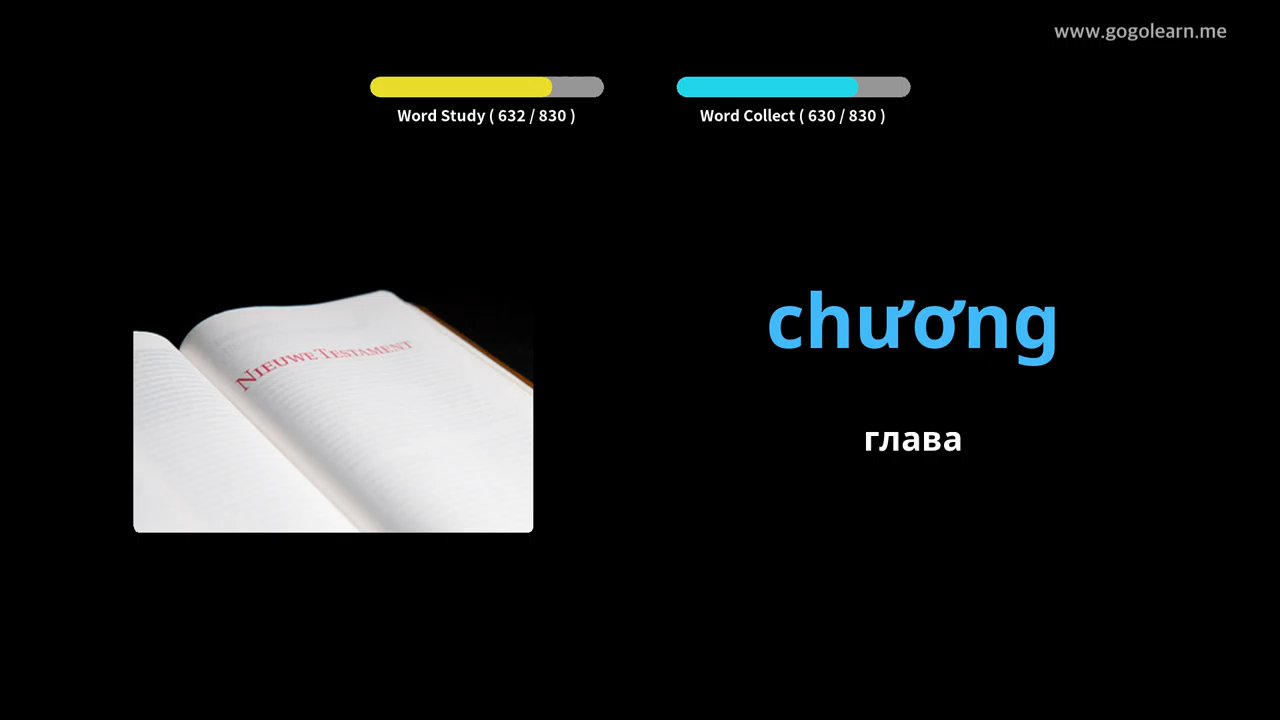 www.gogolearn.me
Word Study ( 632 / 830 )
Word Collect ( 630 / 830 )
NIEUWE TESTAMENT
chương
глава